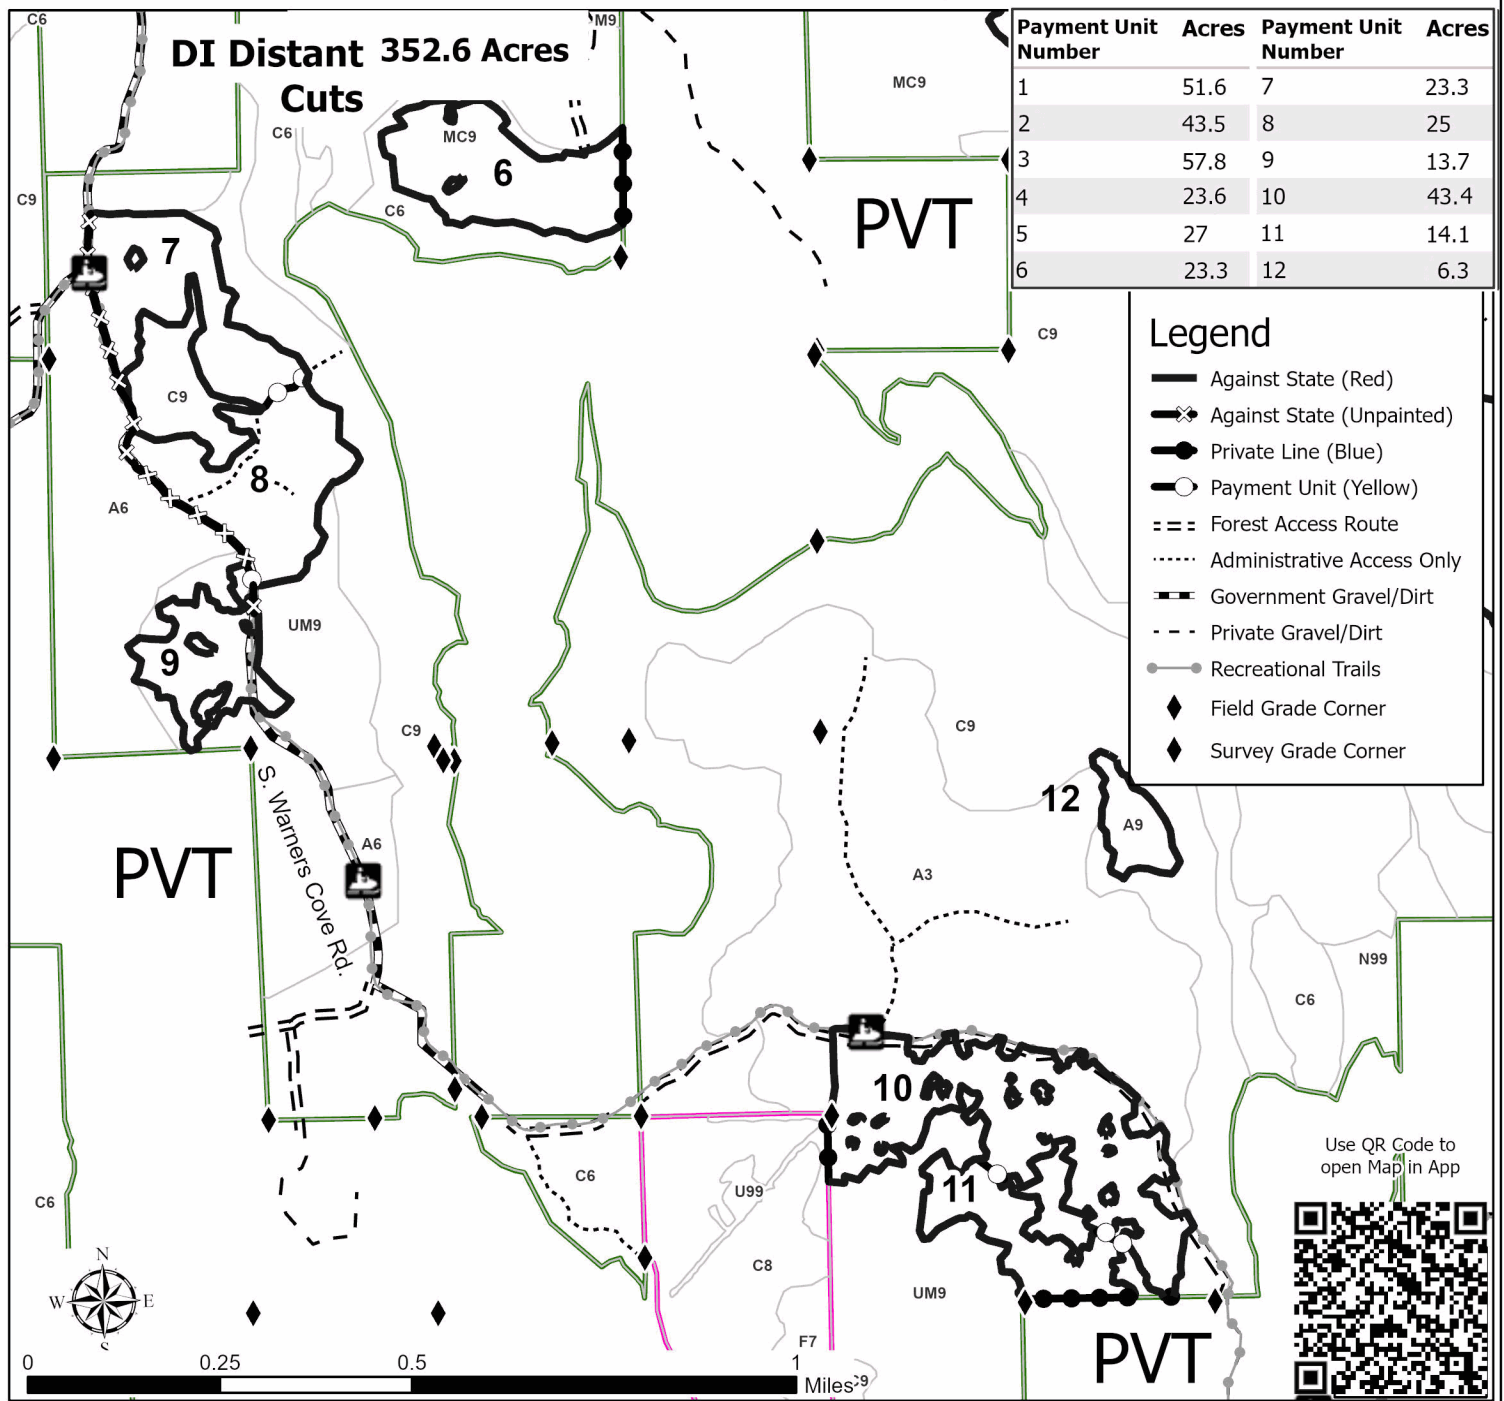 C6
M9
DI Distant 352.6 Acres
Cuts
Payment Unit Number Acres Payment Unit Number Acres
1 51.6 7 23.3
2 43.5 8 25
3 57.8 9 13.7
4 23.6 10 43.4
5 27 11 14.1
6 23.3 12 6.3
MC9
C6
MC9
6
C9
C6
PVT
7
C9
Legend
Against State (Red)
Against State (Unpainted)
Private Line (Blue)
Payment Unit (Yellow)
Forest Access Route
Administrative Access Only
Government Gravel/Dirt
Private Gravel/Dirt
Recreational Trails
Field Grade Corner
Survey Grade Corner
C9
8
A6
UM9
9
C9
C9
12
A9
S. Warners Cove Rd.
A6
PVT
A3
N99
C6
10
Use QR Code to
open Map in App
C6
C6
U99
11
C8
UM9
N
W E
S
F7
PVT
0 0.25 0.5 1
Miles
C9